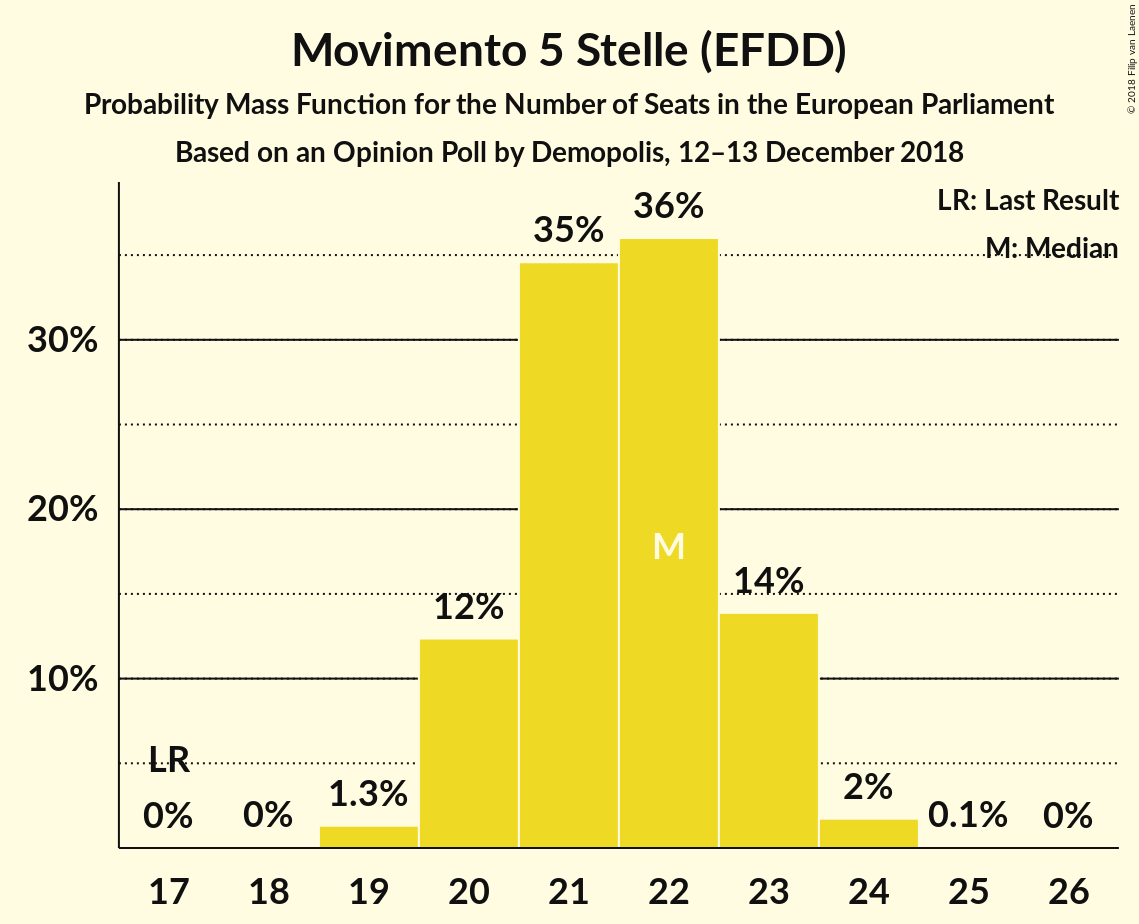 Movimento 5 Stelle (EFDD)
Probability Mass Function for the Number of Seats in the European Parliament
Based on an Opinion Poll by Demopolis, 12–13 December 2018
© 2018 Filip van Laenen
LR: Last Result
M: Median
36%
35%
30%
20%
M
14%
12%
10%
LR
0%
0%
1.3%
2%
0.1%
0%
17 18 19 20 21 22 23 24 25 26